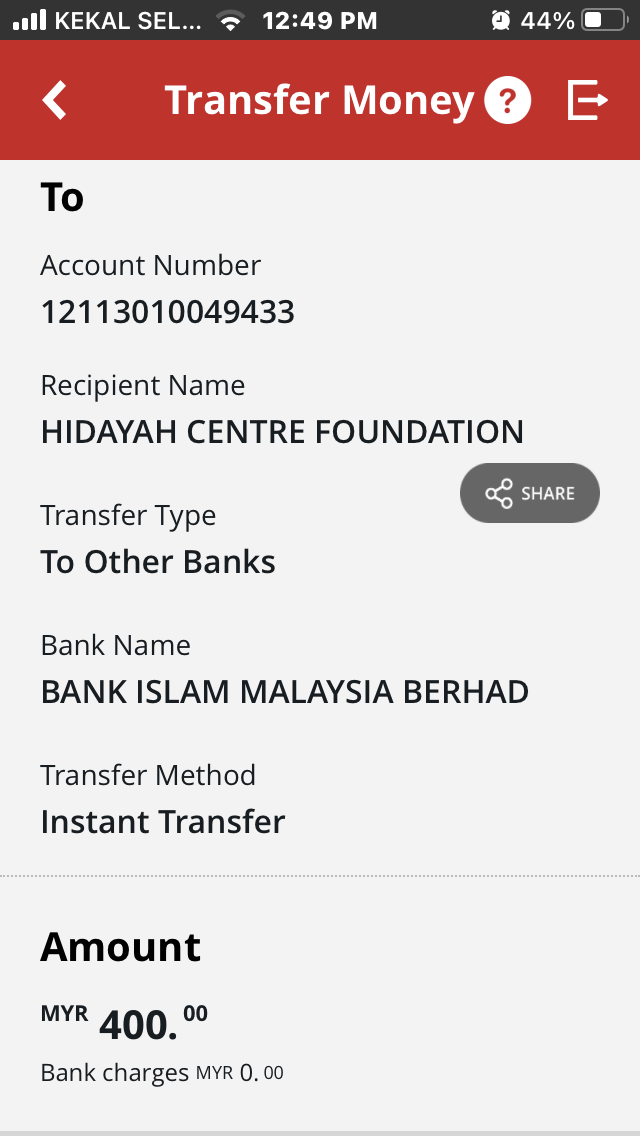 KEKAL SEL... 12:49 PM 44%
Transfer Money ?
To
Account Number
12113010049433
Recipient Name
HIDAYAH CENTRE FOUNDATION
SHARE
Transfer Type
To Other Banks
Bank Name
BANK ISLAM MALAYSIA BERHAD
Transfer Method
Instant Transfer
Amount
MYR 400.00
Bank charges MYR 0.00